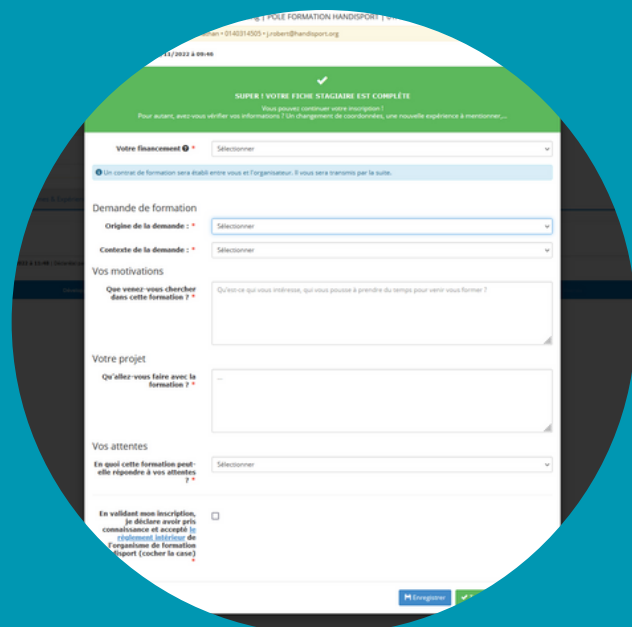 | POLE FORMATION HANDISPORT |
• 0140314505 • j.robert@handisport.org
11/2022 à 09:46
SUPER ! VOTRE FICHE STAGIAIRE EST COMPLÈTE
Vous pouvez continuer votre inscription !
Pour autant, avez-vous vérifier vos informations ? Un changement de coordonnées, une nouvelle expérience à mentionner,...
Votre financement * Sélectionner
Un contrat de formation sera établi entre vous et l'organisateur. Il vous sera transmis par la suite.
Demande de formation
Origine de la demande : * Sélectionner
Contexte de la demande : * Sélectionner
Vos motivations
Que venez-vous chercher
dans cette formation ? *
Qu'est-ce qui vous intéresse, qui vous pousse à prendre du temps pour venir vous former ?
Votre projet
Qu'allez-vous faire avec la
formation ? *
...
Vos attentes
En quoi cette formation peut-
elle répondre à vos attentes
? *
Sélectionner
En validant mon inscription,
je déclare avoir pris
connaissance et accepté le
règlement intérieur de
l'organisme de formation
disport (cocher la case)
*
Enregistrer